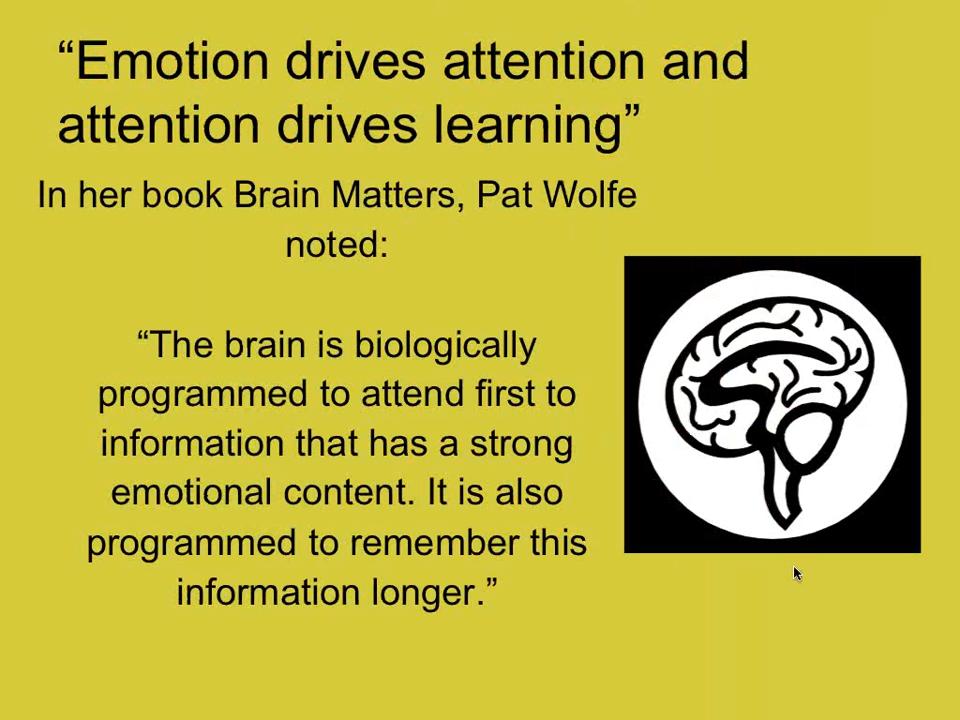 “Emotion drives attention and
attention drives learning”
In her book Brain Matters, Pat Wolfe
noted:
“The brain is biologically
programmed to attend first to
information that has a strong
emotional content. It is also
programmed to remember this
information longer.”